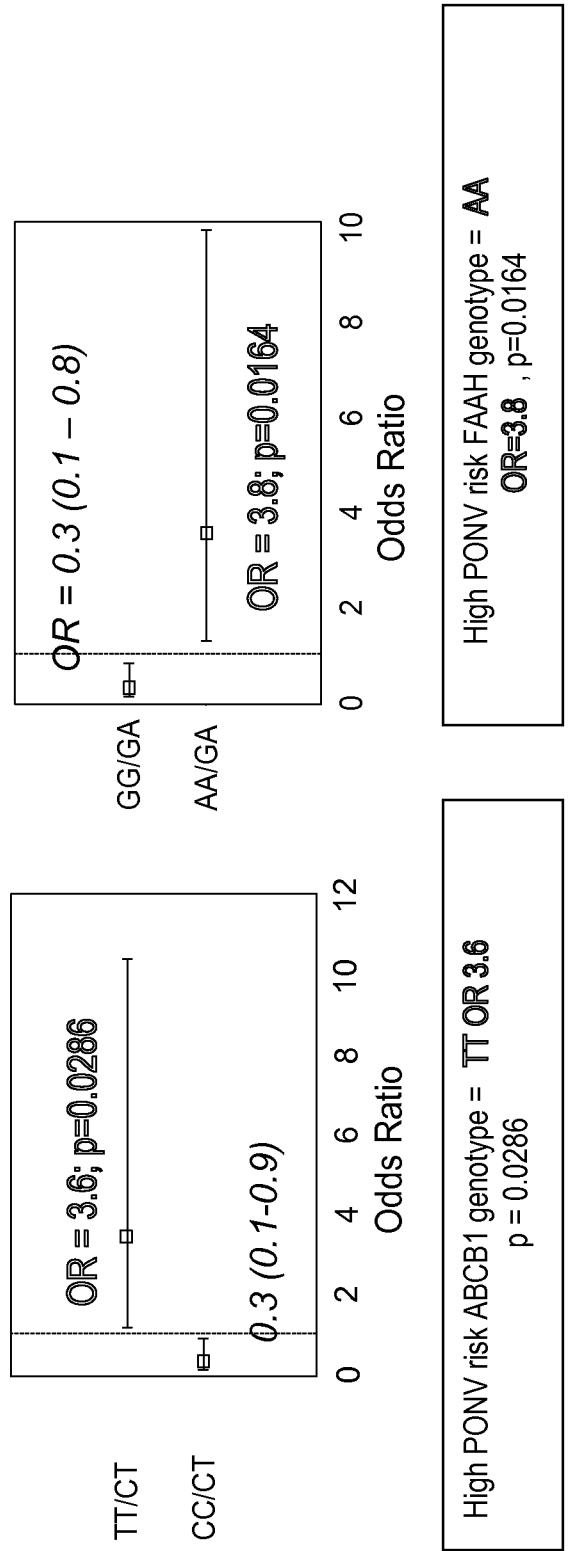 TT/CT
OR = 3.6; p=0.0286
CC/CT
0.3 (0.1-0.9)
0 2 4 6 8 10 12
Odds Ratio
High PONV risk ABCB1 genotype = TT OR 3.6
p = 0.0286
OR = 0.3 (0.1 – 0.8)
GG/GA
AA/GA
OR = 3.8; p=0.0164
0 2 4 6 8 10
Odds Ratio
High PONV risk FAAH genotype = AA
OR=3.8 , p=0.0164